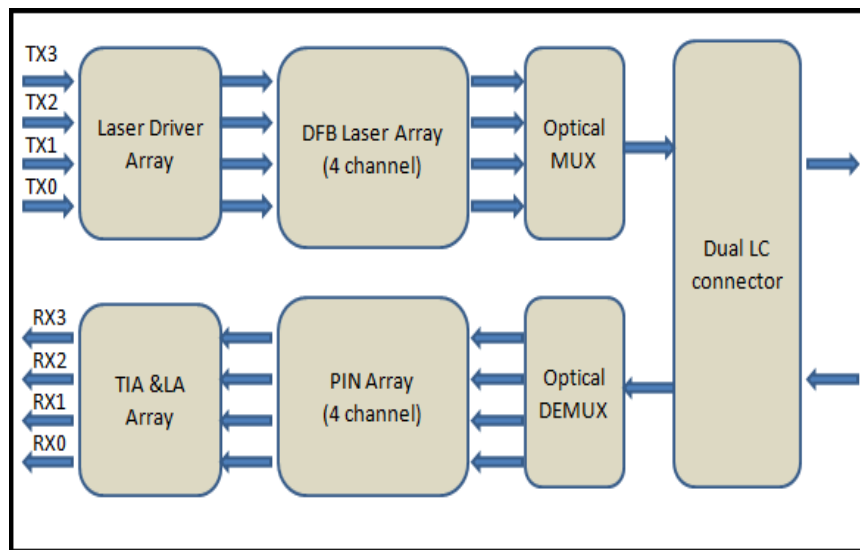 TX3
TX2
TX1
TX0
Laser Driver
Array
DFB Laser Array
(4 channel)
Optical
MUX
Dual LC
connector
RX3
RX2
RX1
RX0
TIA &LA
Array
PIN Array
(4 channel)
Optical
DEMUX